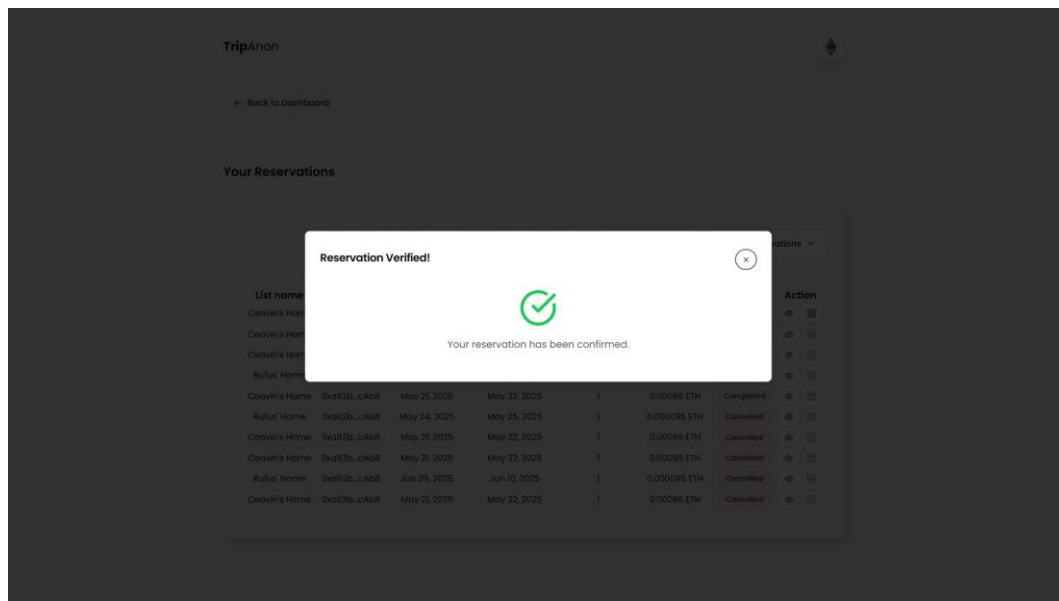 TripAnon
← Back to Dashboard
Your Reservations
ations
Reservation Verified!
Your reservation has been confirmed.
List name Action
Ceavin's Hom
Ceavin's Hom
Ceavin's Hom
Rufus' Home
Ceavin's Home 0xa82b...cAb8 May 21, 2025 May 22, 2025 1 0.00095 ETH Completed
Rufus' Home 0xa82b...cAb8 May 24, 2025 May 25, 2025 1 0.000095 ETH Cancelled
Ceavin's Home 0xa82b...cAb8 May 21, 2025 May 22, 2025 1 0.00095 ETH Cancelled
Ceavin's Home 0xa82b...cAb8 May 21, 2025 May 22, 2025 1 0.00095 ETH Cancelled
Rufus' Home 0xa82b...cAb8 Jun 09, 2025 Jun 10, 2025 1 0.000095 ETH Cancelled
Ceavin's Home 0xa82b...cAb8 May 21, 2025 May 22, 2025 1 0.00095 ETH Cancelled